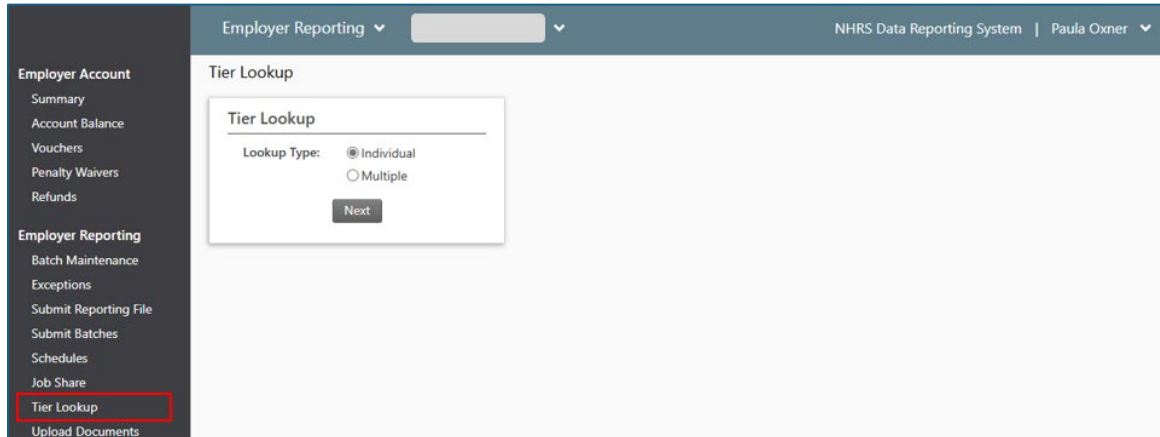 Employer Reporting
NHRS Data Reporting System | Paula Oxner
Employer Account
Summary
Account Balance
Vouchers
Penalty Waivers
Refunds
Employer Reporting
Batch Maintenance
Exceptions
Submit Reporting File
Submit Batches
Schedules
Job Share
Tier Lookup
Upload Documents
Tier Lookup
Tier Lookup
Lookup Type: Individual
Multiple
Next